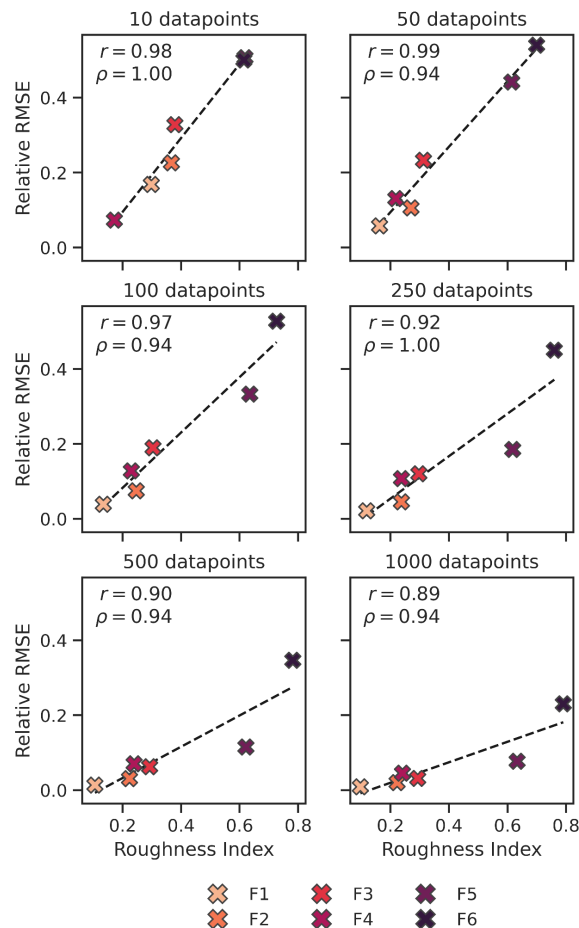 10 datapoints
r = 0.98
ρ = 1.00
0.4
0.2
0.0
Relative RMSE
50 datapoints
r = 0.99
ρ = 0.94
100 datapoints
r = 0.97
ρ = 0.94
0.4
0.2
0.0
Relative RMSE
250 datapoints
r = 0.92
ρ = 1.00
500 datapoints
r = 0.90
ρ = 0.94
0.4
0.2
0.0
Relative RMSE
0.2 0.4 0.6 0.8
Roughness Index
1000 datapoints
r = 0.89
ρ = 0.94
0.2 0.4 0.6 0.8
Roughness Index
F1 F3 F5
F2 F4 F6